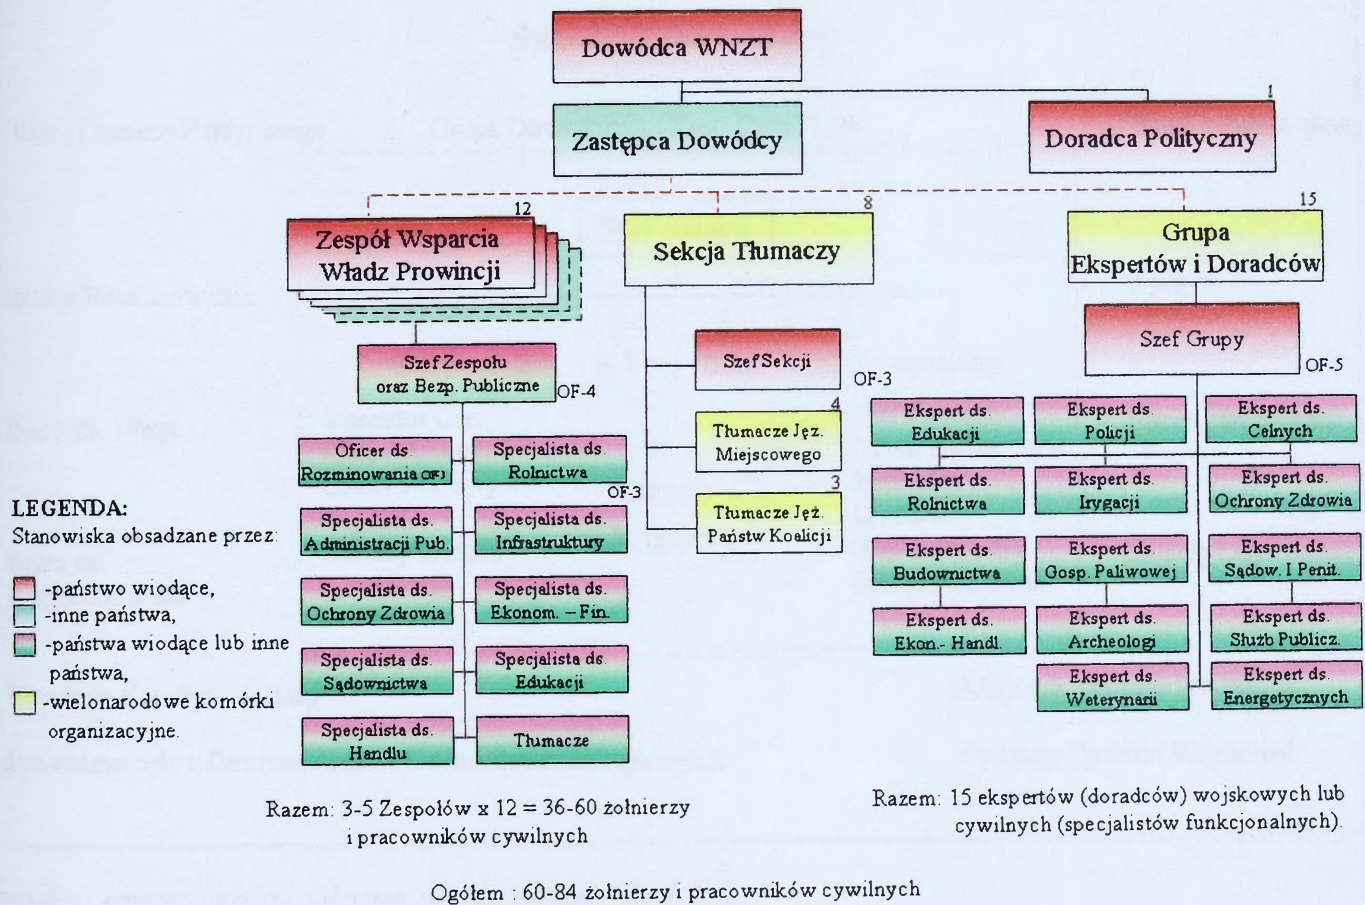 Dowódca WNZT
Zastępca Dowódcy
1
Doradca Polityczny
12
Zespół Wsparcia
Władz Prowincji
8
Sekcja Tłumaczy
15
Grupa
Ekspertów i Doradców
Szef Zespołu
oraz Bezp. Publiczne
OF-4
Oficer ds.
Rozminowania (OF)
Specjalista ds.
Rolnictwa
OF-3
Specjalista ds.
Administracji Pub.
Specjalista ds.
Infrastruktury
Specjalista ds.
Ochrony Zdrowia
Specjalista ds.
Ekonom. – Fin.
Specjalista ds.
Sądownictwa
Specjalista ds.
Edukacji
Specjalista ds.
Handlu
Tłumacze
Szef Sekcji
OF-3
4
Tłumacze Jęz.
Miejscowego
3
Tłumacze Jęż.
Państw Koalicji
Szef Grupy
OF-5
Ekspert ds.
Edukacji
Ekspert ds.
Policji
Ekspert ds.
Celnych
Ekspert ds.
Rolnictwa
Ekspert ds.
Irygacji
Ekspert ds.
Ochrony Zdrowia
Ekspert ds.
Budownictwa
Ekspert ds.
Gosp. Paliwowej
Ekspert ds.
Sądow. I Penit.
Ekspert ds.
Ekon.- Handl.
Ekspert ds.
Archeologi
Ekspert ds.
Służb Publicz.
Ekspert ds.
Weterynarii
Ekspert ds.
Energetycznych
LEGENDA:
Stanowiska obsadzane przez:
-państwo wiodące,
-inne państwa,
-państwa wiodące lub inne
państwa,
-wielonarodowe komórki
organizacyjne.
Razem: 3-5 Zespołów x 12 = 36-60 żołnierzy
i pracowników cywilnych
Razem: 15 ekspertów (doradców) wojskowych lub
cywilnych (specjalistów funkcjonalnych).
Ogółem : 60-84 żołnierzy i pracowników cywilnych